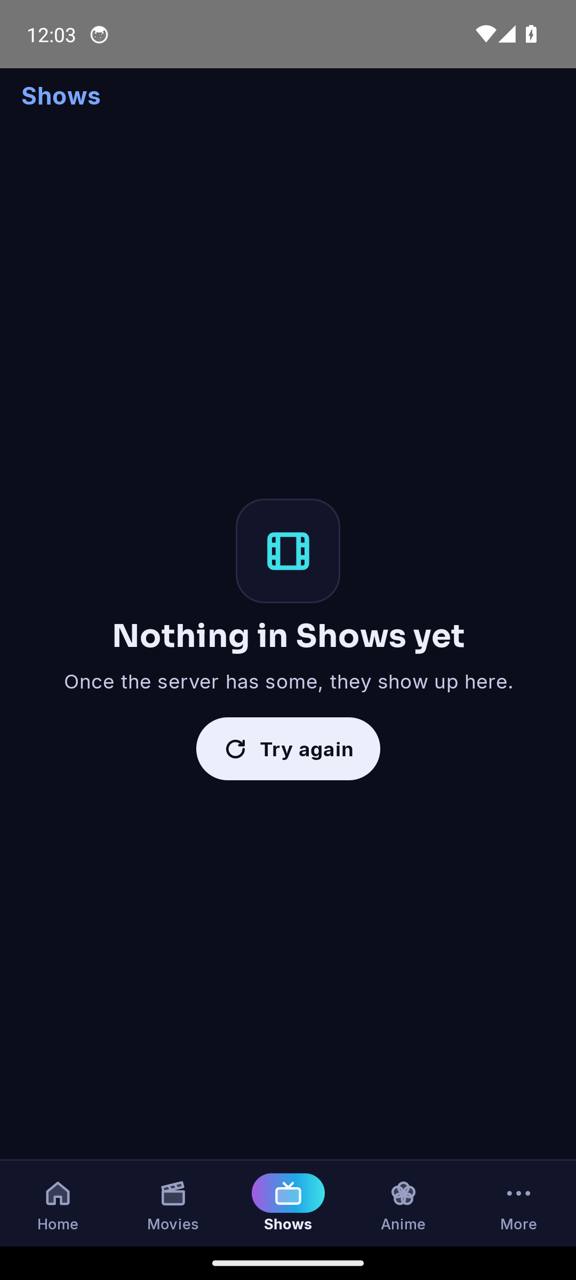 12:03
Shows
Nothing in Shows yet
Once the server has some, they show up here.
Try again
Home
Movies
Shows
Anime
More